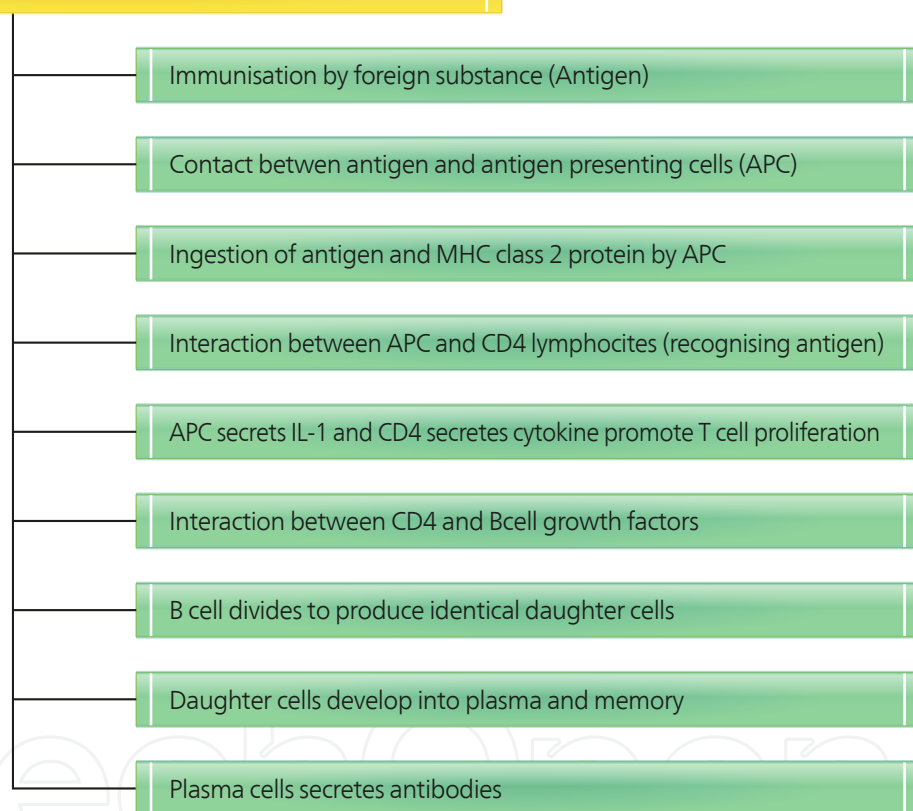 Immunisation by foreign substance (Antigen)
Contact betwen antigen and antigen presenting cells (APC)
Ingestion of antigen and MHC class 2 protein by APC
Interaction between APC and CD4 lymphocites (recognising antigen)
APC secrets IL-1 and CD4 secretes cytokine promote T cell proliferation
Interaction between CD4 and Bcell growth factors
B cell divides to produce identical daughter cells
Daughter cells develop into plasma and memory
Plasma cells secretes antibodies